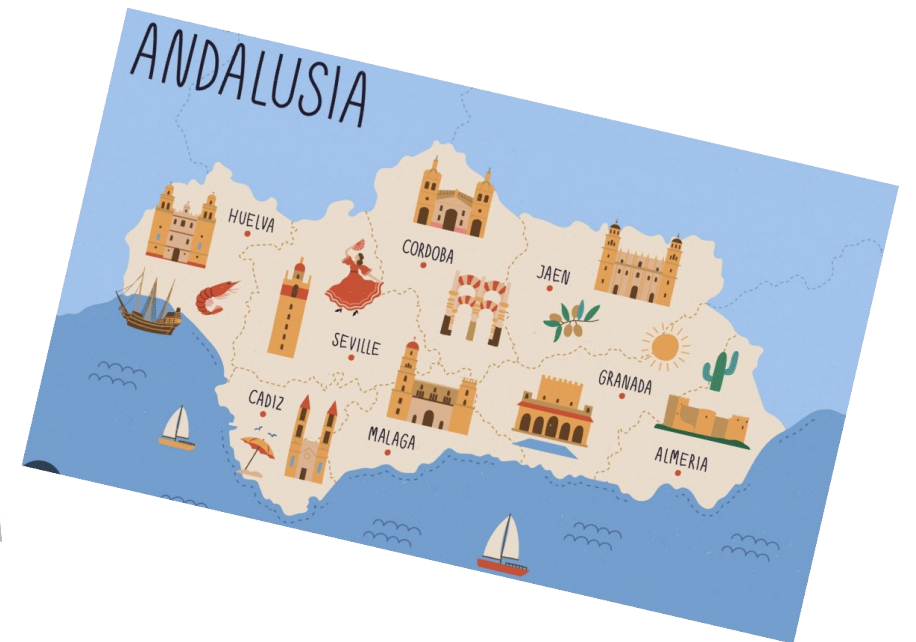 ANDALUSIA
HUELVA
CORDOBA
JAEN
SEVILLE
GRANADA
CADIZ
MALAGA
ALMERIA